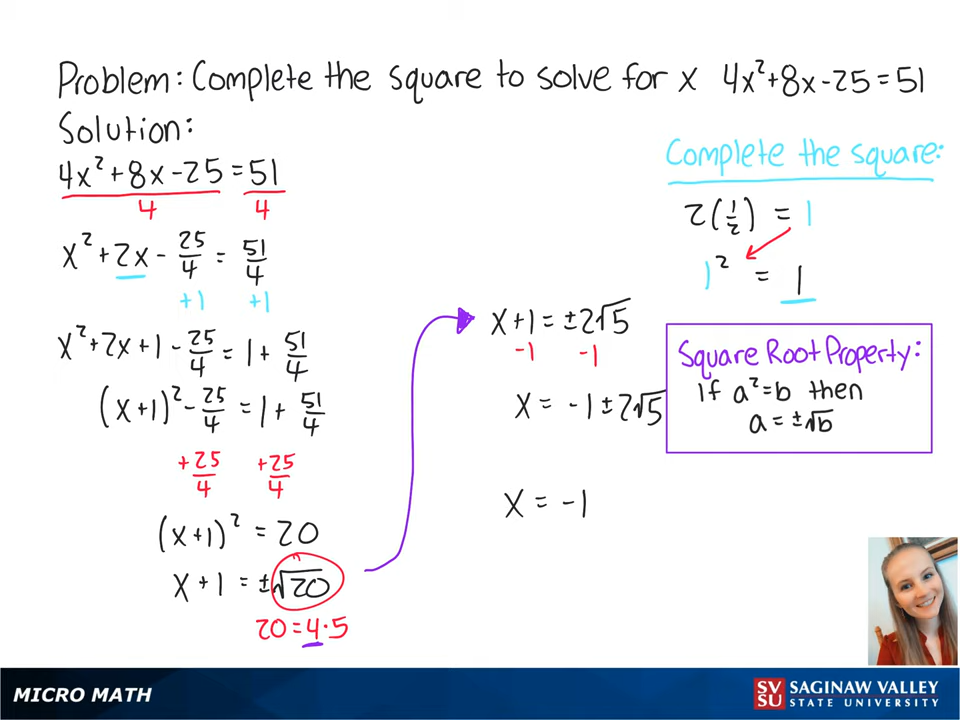 Problem: Complete the square to solve for x 4x²+8x-25=51
Solution:
4x²+8x-25=51
4 4
x²+2x-25/4=51/4
+1 +1
x²+2x+1-25/4=1+51/4
(x+1)²-25/4=1+51/4
+25/4 +25/4
(x+1)²=20
x+1=±√20
20=4·5
x+1=±2√5
-1 -1
x=-1±2√5
x=-1
Complete the square:
2(1/2)=1
1²=1
Square Root Property:
If a²=b then
a=±√b
MICRO MATH
SV
SU
SAGINAW VALLEY
STATE UNIVERSITY